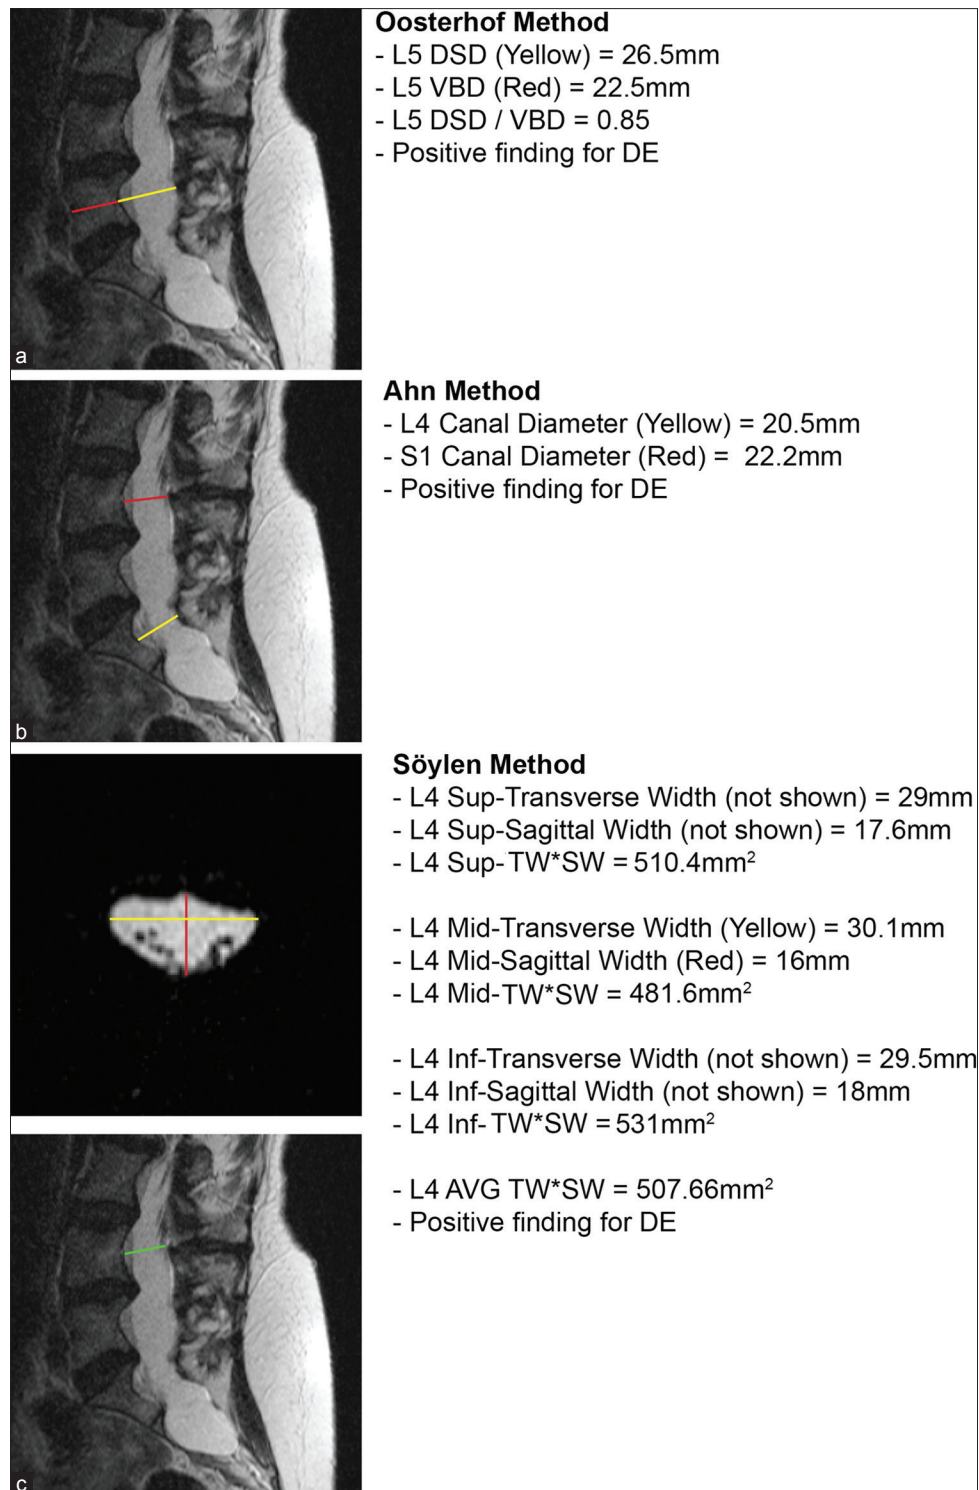 Oosterhof Method
- L5 DSD (Yellow) = 26.5mm
- L5 VBD (Red) = 22.5mm
- L5 DSD / VBD = 0.85
- Positive finding for DE
a
Ahn Method
- L4 Canal Diameter (Yellow) = 20.5mm
- S1 Canal Diameter (Red) = 22.2mm
- Positive finding for DE
b
Söylen Method
- L4 Sup-Transverse Width (not shown) = 29mm
- L4 Sup-Sagittal Width (not shown) = 17.6mm
- L4 Sup-TW*SW = 510.4mm²
- L4 Mid-Transverse Width (Yellow) = 30.1mm
- L4 Mid-Sagittal Width (Red) = 16mm
- L4 Mid-TW*SW = 481.6mm²
- L4 Inf-Transverse Width (not shown) = 29.5mm
- L4 Inf-Sagittal Width (not shown) = 18mm
- L4 Inf-TW*SW = 531mm²
- L4 AVG TW*SW = 507.66mm²
- Positive finding for DE
c